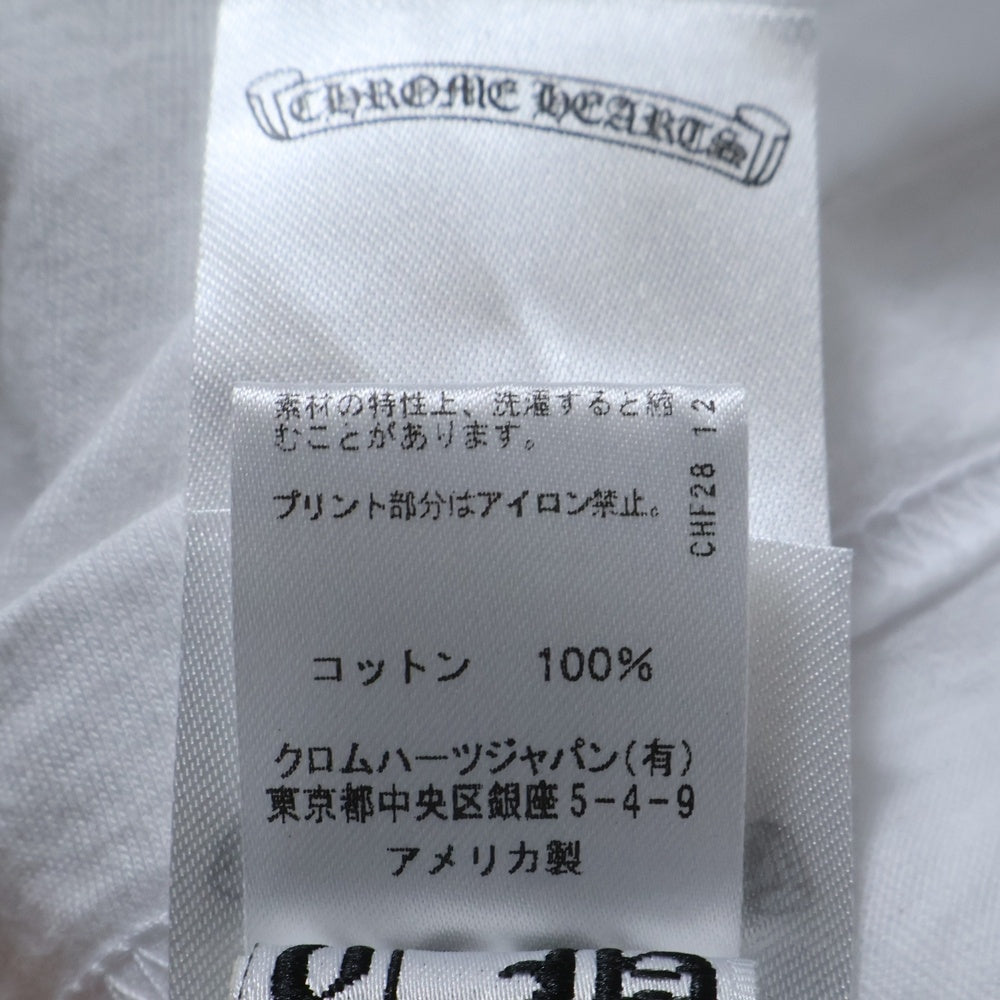 CHROME HEARTS
素材の特性上、洗濯すると縮
むことがあります。
プリント部分はアイロン禁止。
CHF28 12
コットン 100%
クロムハーツジャパン(有)
東京都中央区銀座5-4-9
アメリカ製